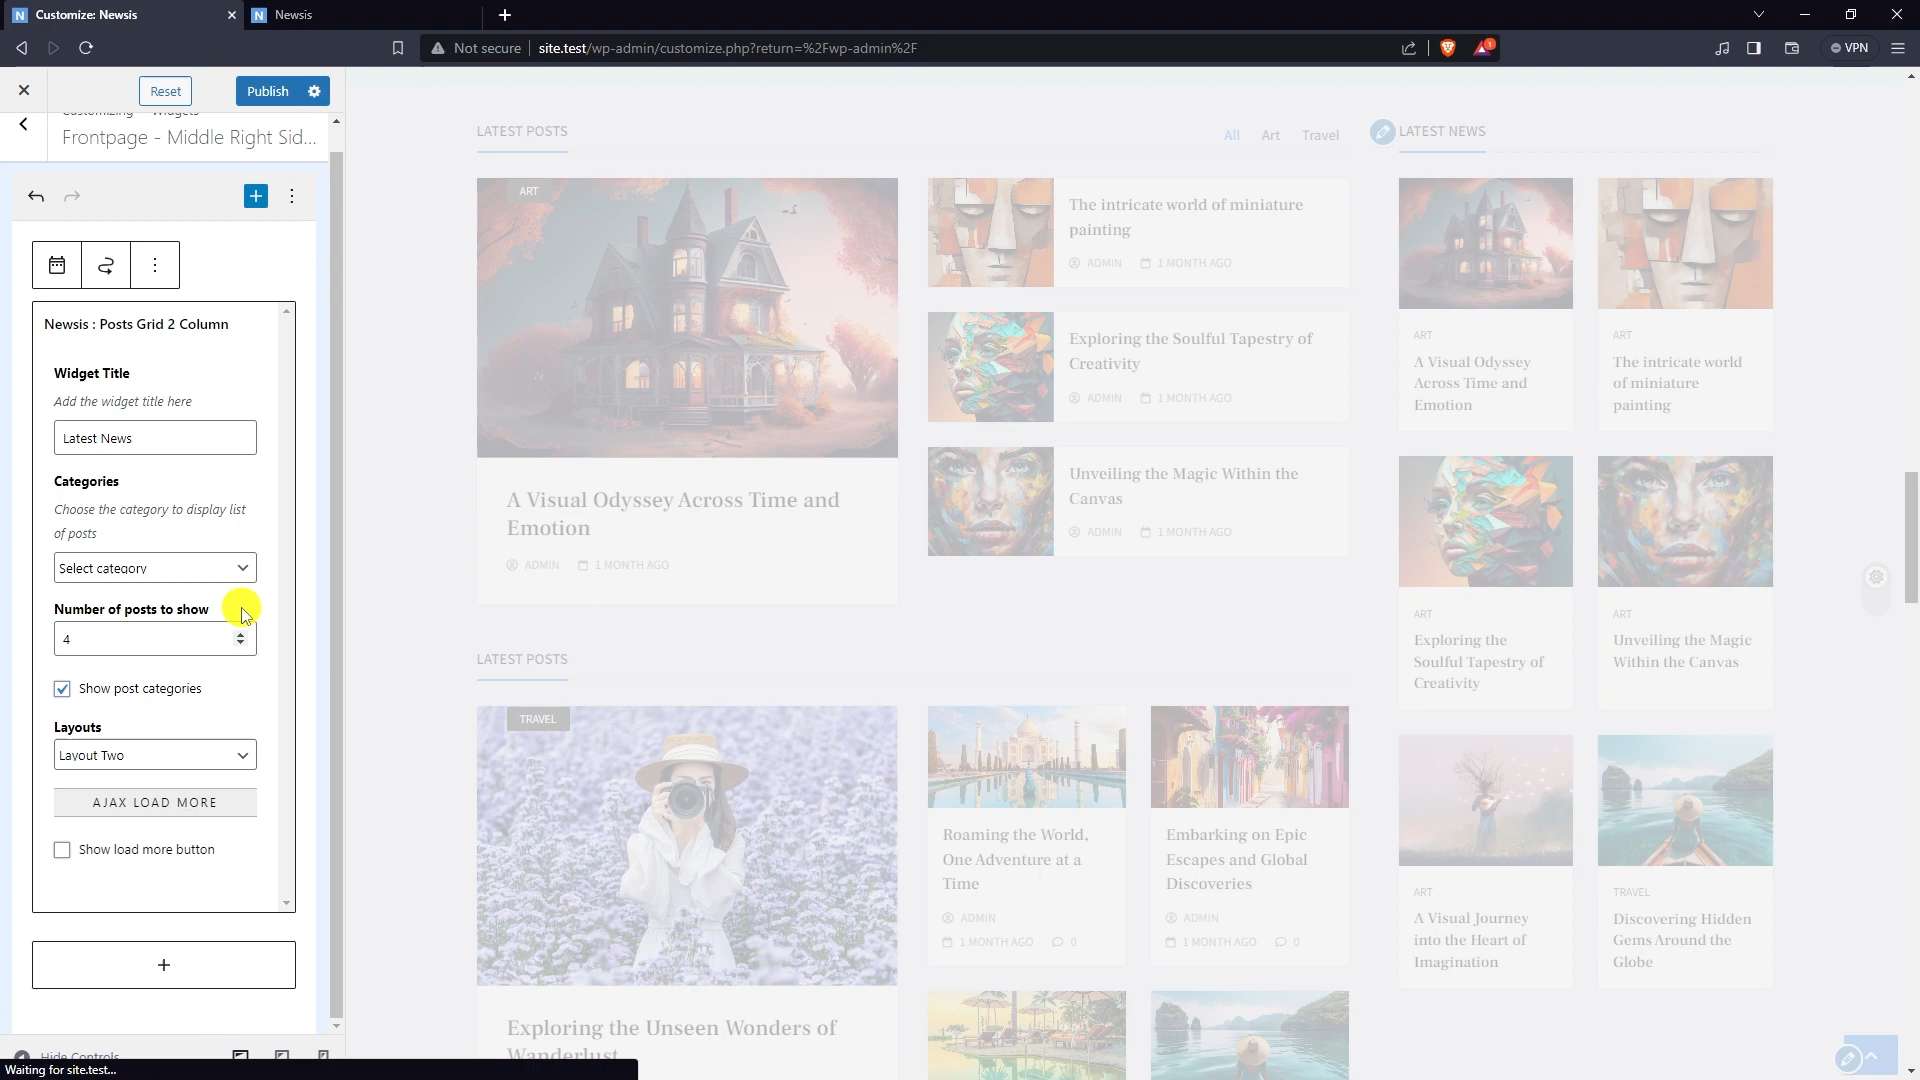 Customize: Newsis
Newsis
Not secure
site.test/wp-admin/customize.php?return=%2Fwp-admin%2F
1
VPN
Reset
Publish
Customizing
Widgets
Frontpage - Middle Right Sid...
Newsis : Posts Grid 2 Column
Widget Title
Add the widget title here
Latest News
Categories
Choose the category to display list
of posts
Select category
Number of posts to show
4
Show post categories
Layouts
Layout Two
AJAX LOAD MORE
Show load more button
Hide Controls
Waiting for site.test...
LATEST POSTS
All
Art
Travel
ART
A Visual Odyssey Across Time and
Emotion
ADMIN
1 MONTH AGO
The intricate world of miniature
painting
ADMIN
1 MONTH AGO
Exploring the Soulful Tapestry of
Creativity
ADMIN
1 MONTH AGO
Unveiling the Magic Within the
Canvas
ADMIN
1 MONTH AGO
LATEST POSTS
TRAVEL
Exploring the Unseen Wonders of
Wanderlust
Roaming the World,
One Adventure at a
Time
ADMIN
1 MONTH AGO
0
Embarking on Epic
Escapes and Global
Discoveries
ADMIN
1 MONTH AGO
0
LATEST NEWS
ART
A Visual Odyssey
Across Time and
Emotion
ART
The intricate world
of miniature
painting
ART
Exploring the
Soulful Tapestry of
Creativity
ART
Unveiling the Magic
Within the Canvas
ART
A Visual Journey
into the Heart of
Imagination
TRAVEL
Discovering Hidden
Gems Around the
Globe